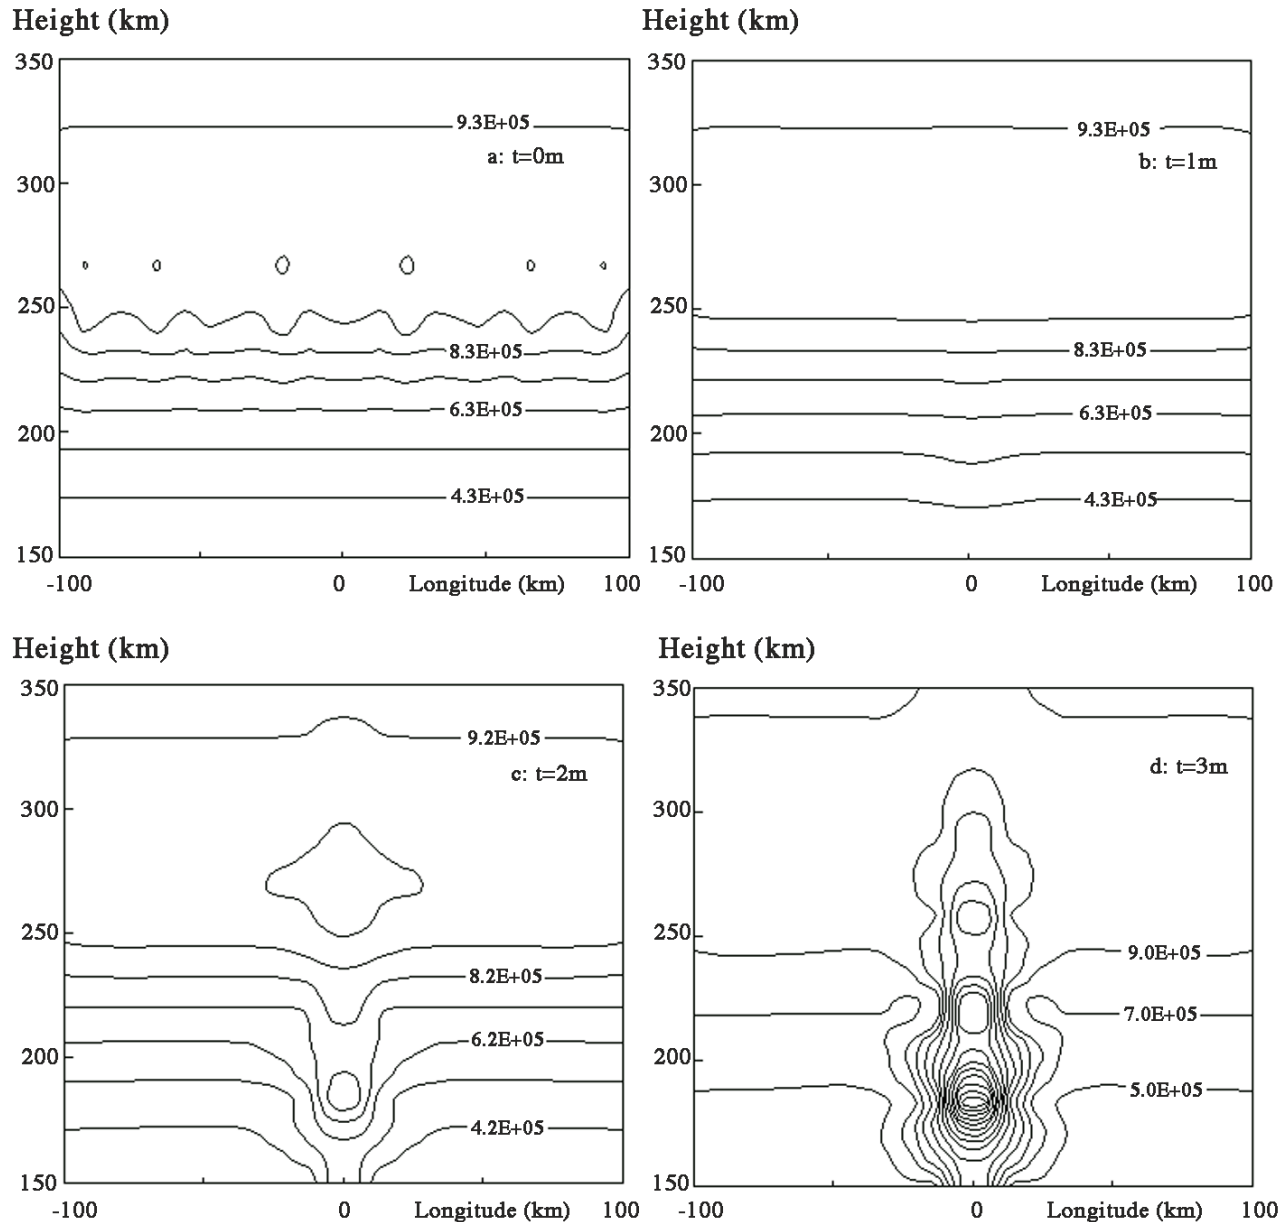 Height (km)
350
9.3E+05
a: t=0m
300
250
8.3E+05
6.3E+05
200
4.3E+05
150
-100
0
Longitude (km)
100
Height (km)
350
9.3E+05
b: t=1m
300
250
8.3E+05
6.3E+05
200
4.3E+05
150
-100
0
Longitude (km)
100
Height (km)
350
9.2E+05
c: t=2m
300
250
8.2E+05
6.2E+05
200
4.2E+05
150
-100
0
Longitude (km)
100
Height (km)
350
d: t=3m
300
250
9.0E+05
7.0E+05
200
5.0E+05
150
-100
0
Longitude (km)
100